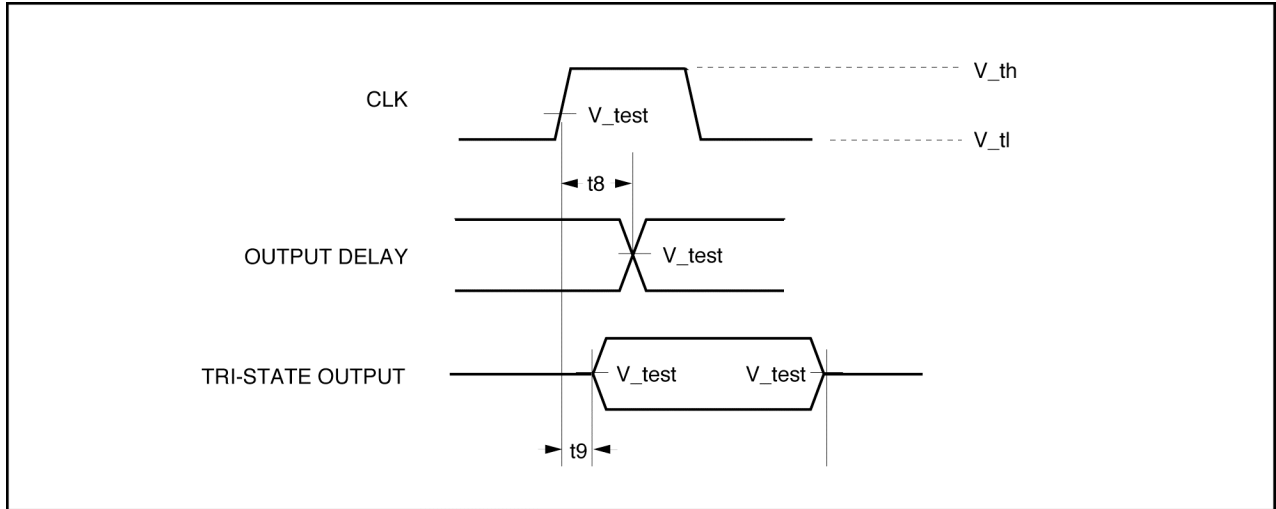 V_th
CLK
V_test
V_tl
t8
OUTPUT DELAY
V_test
TRI-STATE OUTPUT
V_test
V_test
t9